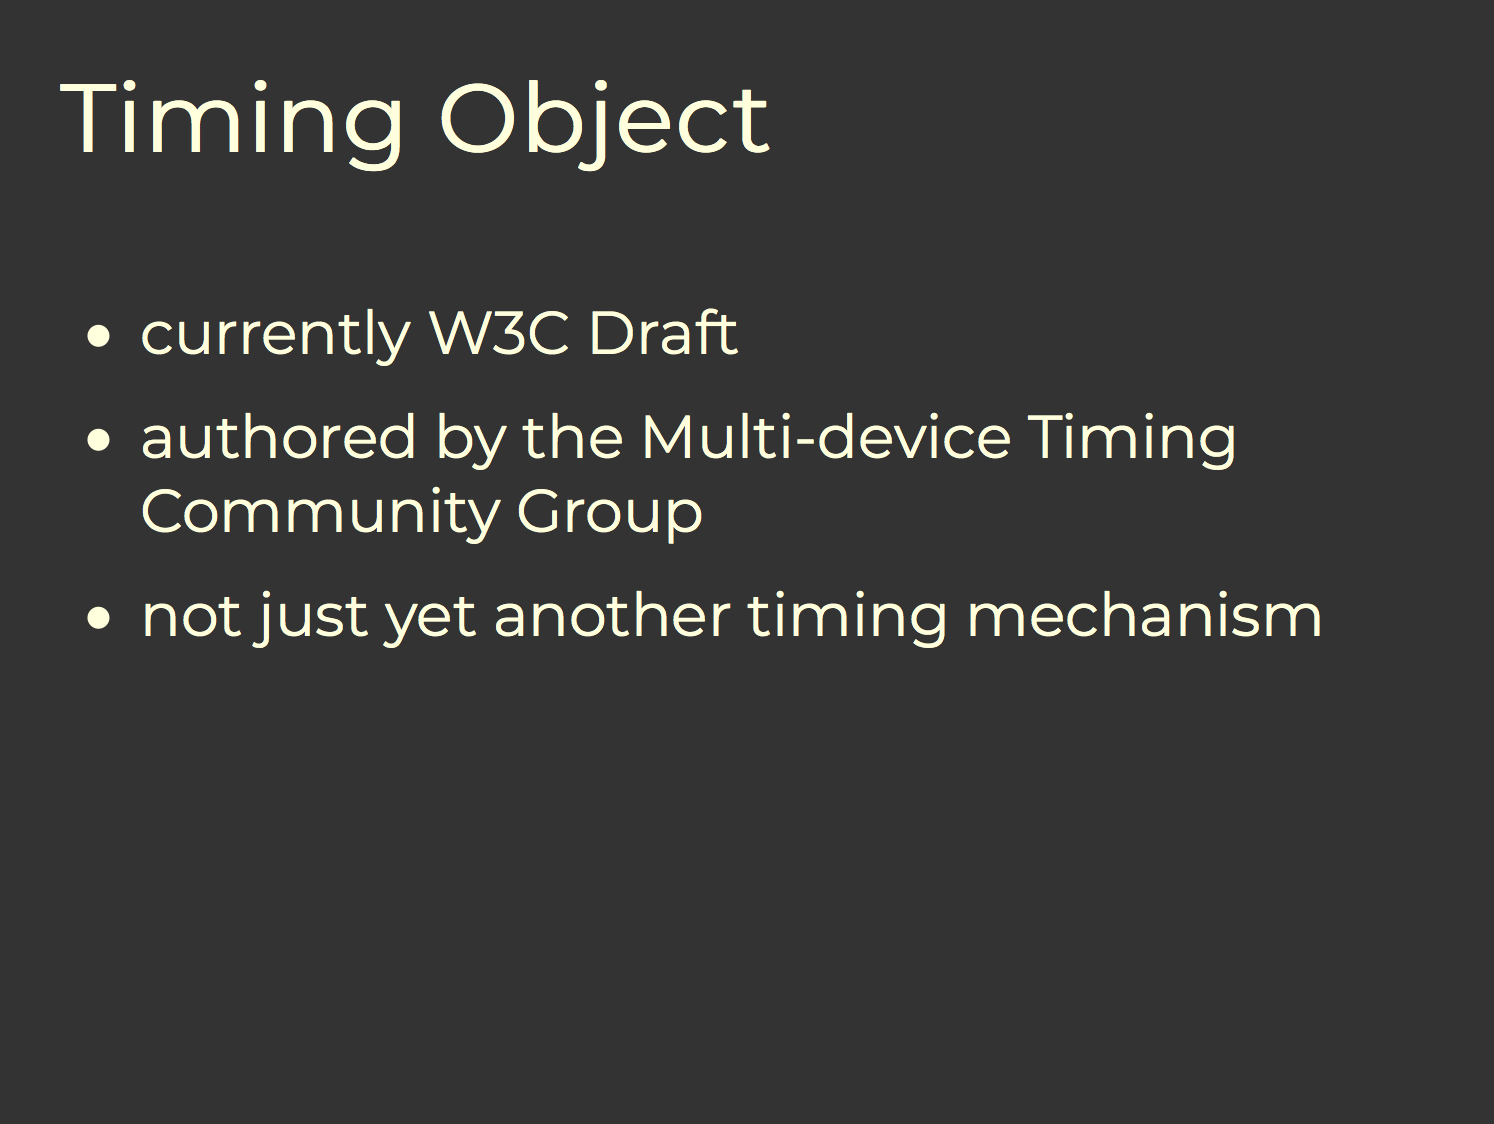 Timing Object
• currently W3C Draft
• authored by the Multi-device Timing
Community Group
• not just yet another timing mechanism